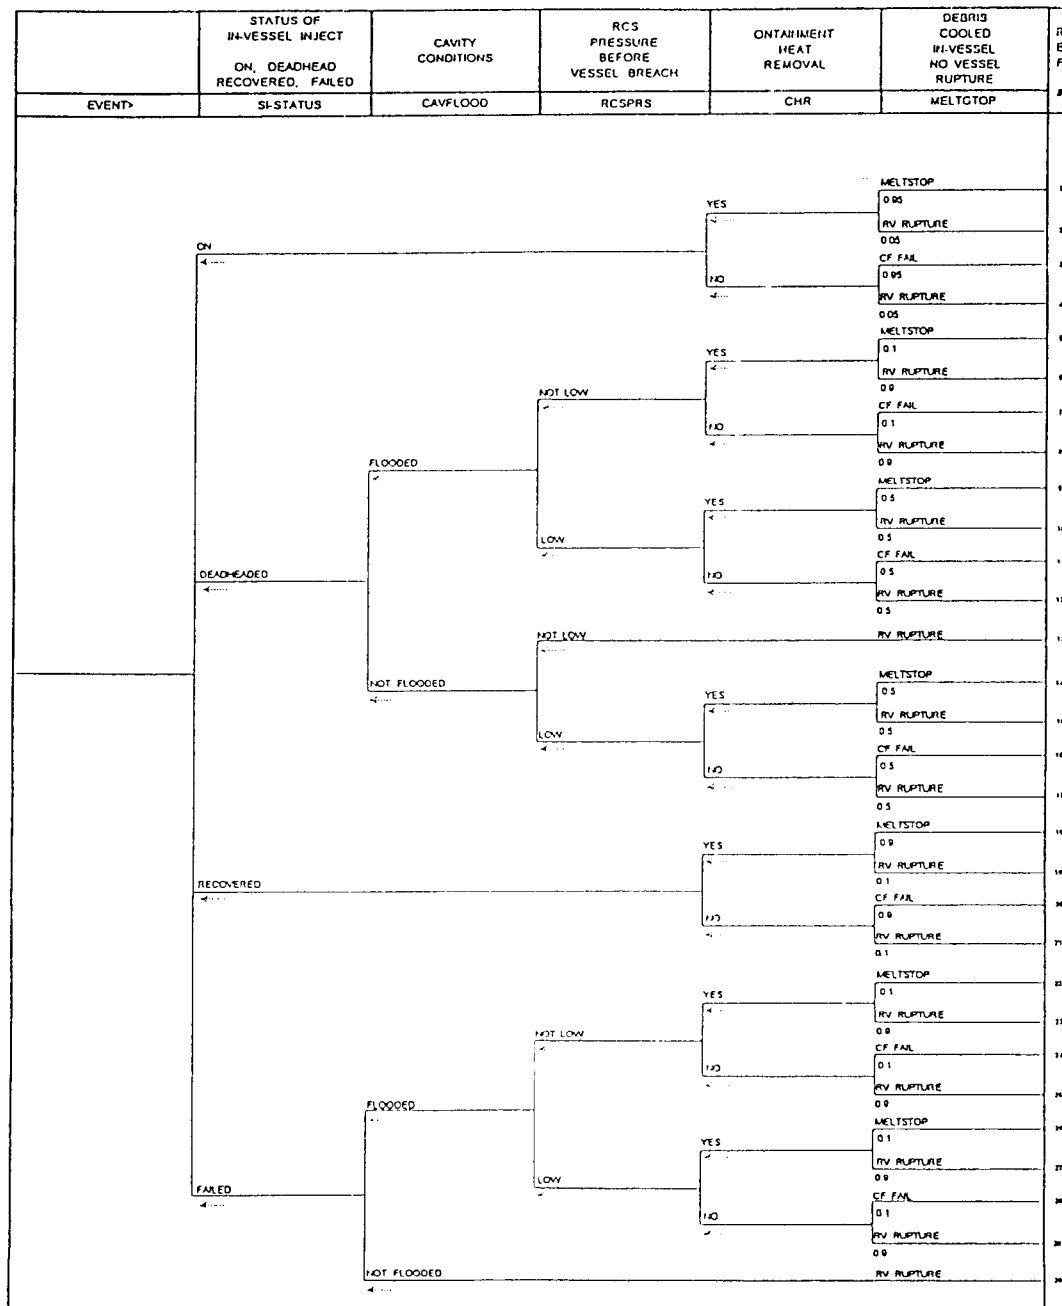 STATUS OF
IN-VESSEL INJECT
ON, DEADHEAD
RECOVERED, FAILED
CAVITY
CONDITIONS
RCS
PRESSURE
BEFORE
VESSEL BREACH
ONTAINMENT
HEAT
REMOVAL
DEBRIS
COOLED
IN-VESSEL
NO VESSEL
RUPTURE
EVENT>
SI-STATUS
CAVFLOOD
RCSPRS
CHR
MELTGTOP
MELTSTOP
0.95
YES
RV RUPTURE
0.05
ON
CF FAIL
0.95
NO
RV RUPTURE
0.05
MELTSTOP
0.1
YES
RV RUPTURE
0.9
NOT LOW
CF FAIL
0.1
NO
RV RUPTURE
0.9
FLOODED
MELTSTOP
0.5
YES
RV RUPTURE
0.5
LOW
CF FAIL
0.5
NO
RV RUPTURE
0.5
DEADHEADED
NOT LOW
RV RUPTURE
NOT FLOODED
MELTSTOP
0.5
YES
RV RUPTURE
0.5
LOW
CF FAIL
0.5
NO
RV RUPTURE
0.5
MELTSTOP
0.9
YES
RV RUPTURE
0.1
RECOVERED
CF FAIL
0.9
NO
RV RUPTURE
0.1
MELTSTOP
0.1
YES
RV RUPTURE
0.9
NOT LOW
CF FAIL
0.1
NO
RV RUPTURE
0.9
FLOODED
MELTSTOP
0.1
YES
RV RUPTURE
0.9
LOW
CF FAIL
0.1
NO
RV RUPTURE
0.9
FAILED
NOT FLOODED
RV RUPTURE